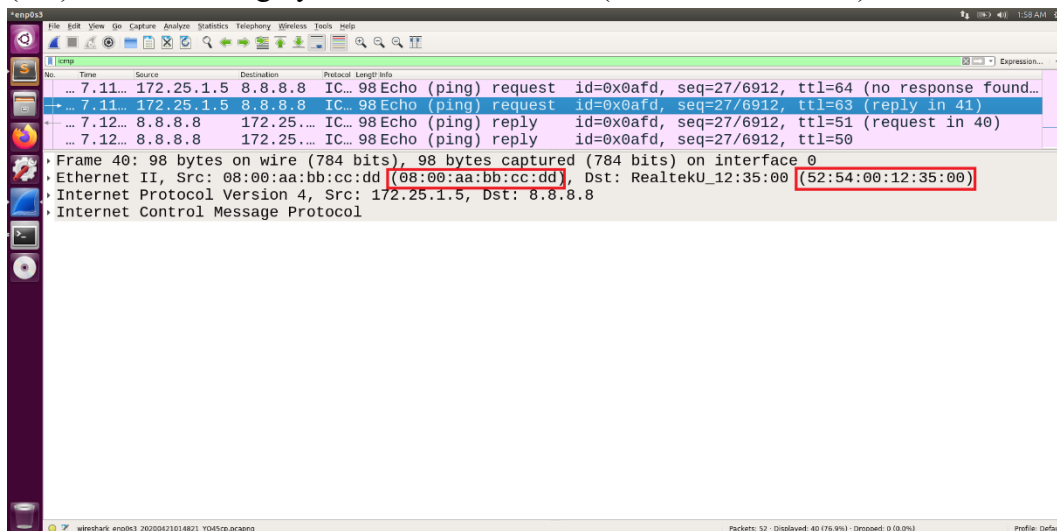 *enp0s3
1:58 AM
File Edit View Go Capture Analyze Statistics Telephony Wireless Tools Help
icmp
Expression...
No. Time Source Destination Protocol Length Info
... 7.11... 172.25.1.5 8.8.8.8 IC... 98 Echo (ping) request id=0x0afd, seq=27/6912, ttl=64 (no response found...
... 7.11... 172.25.1.5 8.8.8.8 IC... 98 Echo (ping) request id=0x0afd, seq=27/6912, ttl=63 (reply in 41)
... 7.12... 8.8.8.8 172.25.... IC... 98 Echo (ping) reply id=0x0afd, seq=27/6912, ttl=51 (request in 40)
... 7.12... 8.8.8.8 172.25.... IC... 98 Echo (ping) reply id=0x0afd, seq=27/6912, ttl=50
Frame 40: 98 bytes on wire (784 bits), 98 bytes captured (784 bits) on interface 0
Ethernet II, Src: 08:00:aa:bb:cc:dd (08:00:aa:bb:cc:dd), Dst: RealtekU_12:35:00 (52:54:00:12:35:00)
Internet Protocol Version 4, Src: 172.25.1.5, Dst: 8.8.8.8
Internet Control Message Protocol
wireshark_enp0s3_20200421014821_YO45cp.pcapng
Packets: 52 · Displayed: 40 (76.9%) · Dropped: 0 (0.0%)
Profile: Defa